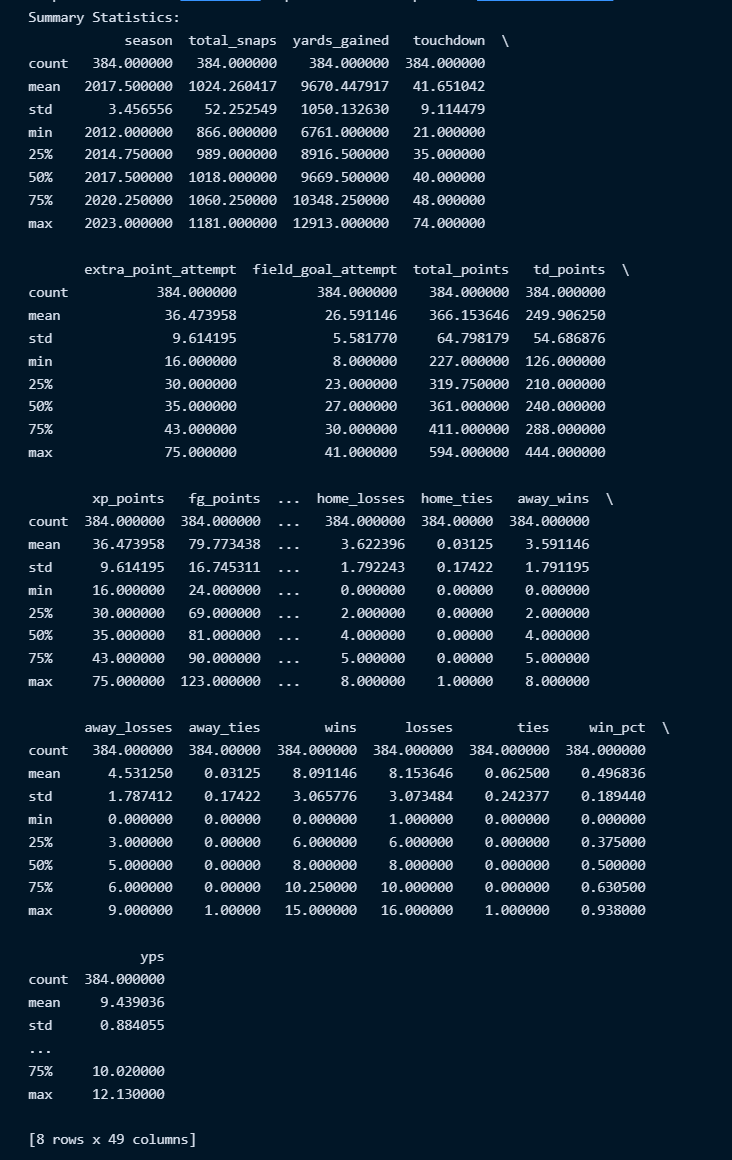 Summary Statistics:
            season  total_snaps  yards_gained   touchdown  \
count   384.000000   384.000000    384.000000  384.000000
mean   2017.500000  1024.260417   9670.447917   41.651042
std       3.456556    52.252549   1050.132630    9.114479
min    2012.000000   866.000000   6761.000000   21.000000
25%    2014.750000   989.000000   8916.500000   35.000000
50%    2017.500000  1018.000000   9669.500000   40.000000
75%    2020.250000  1060.250000  10348.250000   48.000000
max    2023.000000  1181.000000  12913.000000   74.000000
       extra_point_attempt  field_goal_attempt  total_points   td_points  \
count           384.000000          384.000000    384.000000  384.000000
mean             36.473958           26.591146    366.153646  249.906250
std               9.614195            5.581770     64.798179   54.686876
min              16.000000            8.000000    227.000000  126.000000
25%              30.000000           23.000000    319.750000  210.000000
50%              35.000000           27.000000    361.000000  240.000000
75%              43.000000           30.000000    411.000000  288.000000
max              75.000000           41.000000    594.000000  444.000000
        xp_points   fg_points  ...  home_losses  home_ties   away_wins  \
count  384.000000  384.000000  ...   384.000000  384.00000  384.000000
mean    36.473958   79.773438  ...     3.622396    0.03125    3.591146
std      9.614195   16.745311  ...     1.792243    0.17422    1.791195
min     16.000000   24.000000  ...     0.000000    0.00000    0.000000
25%     30.000000   69.000000  ...     2.000000    0.00000    2.000000
50%     35.000000   81.000000  ...     4.000000    0.00000    4.000000
75%     43.000000   90.000000  ...     5.000000    0.00000    5.000000
max     75.000000  123.000000  ...     8.000000    1.00000    8.000000
       away_losses  away_ties        wins      losses        ties     win_pct  \
count   384.000000  384.00000  384.000000  384.000000  384.000000  384.000000
mean      4.531250    0.03125    8.091146    8.153646    0.062500    0.496836
std       1.787412    0.17422    3.065776    3.073484    0.242377    0.189440
min       0.000000    0.00000    0.000000    1.000000    0.000000    0.000000
25%       3.000000    0.00000    6.000000    6.000000    0.000000    0.375000
50%       5.000000    0.00000    8.000000    8.000000    0.000000    0.500000
75%       6.000000    0.00000   10.250000   10.000000    0.000000    0.630500
max       9.000000    1.00000   15.000000   16.000000    1.000000    0.938000
              yps
count  384.000000
mean     9.439036
std      0.884055
...
75%     10.020000
max     12.130000
[8 rows x 49 columns]